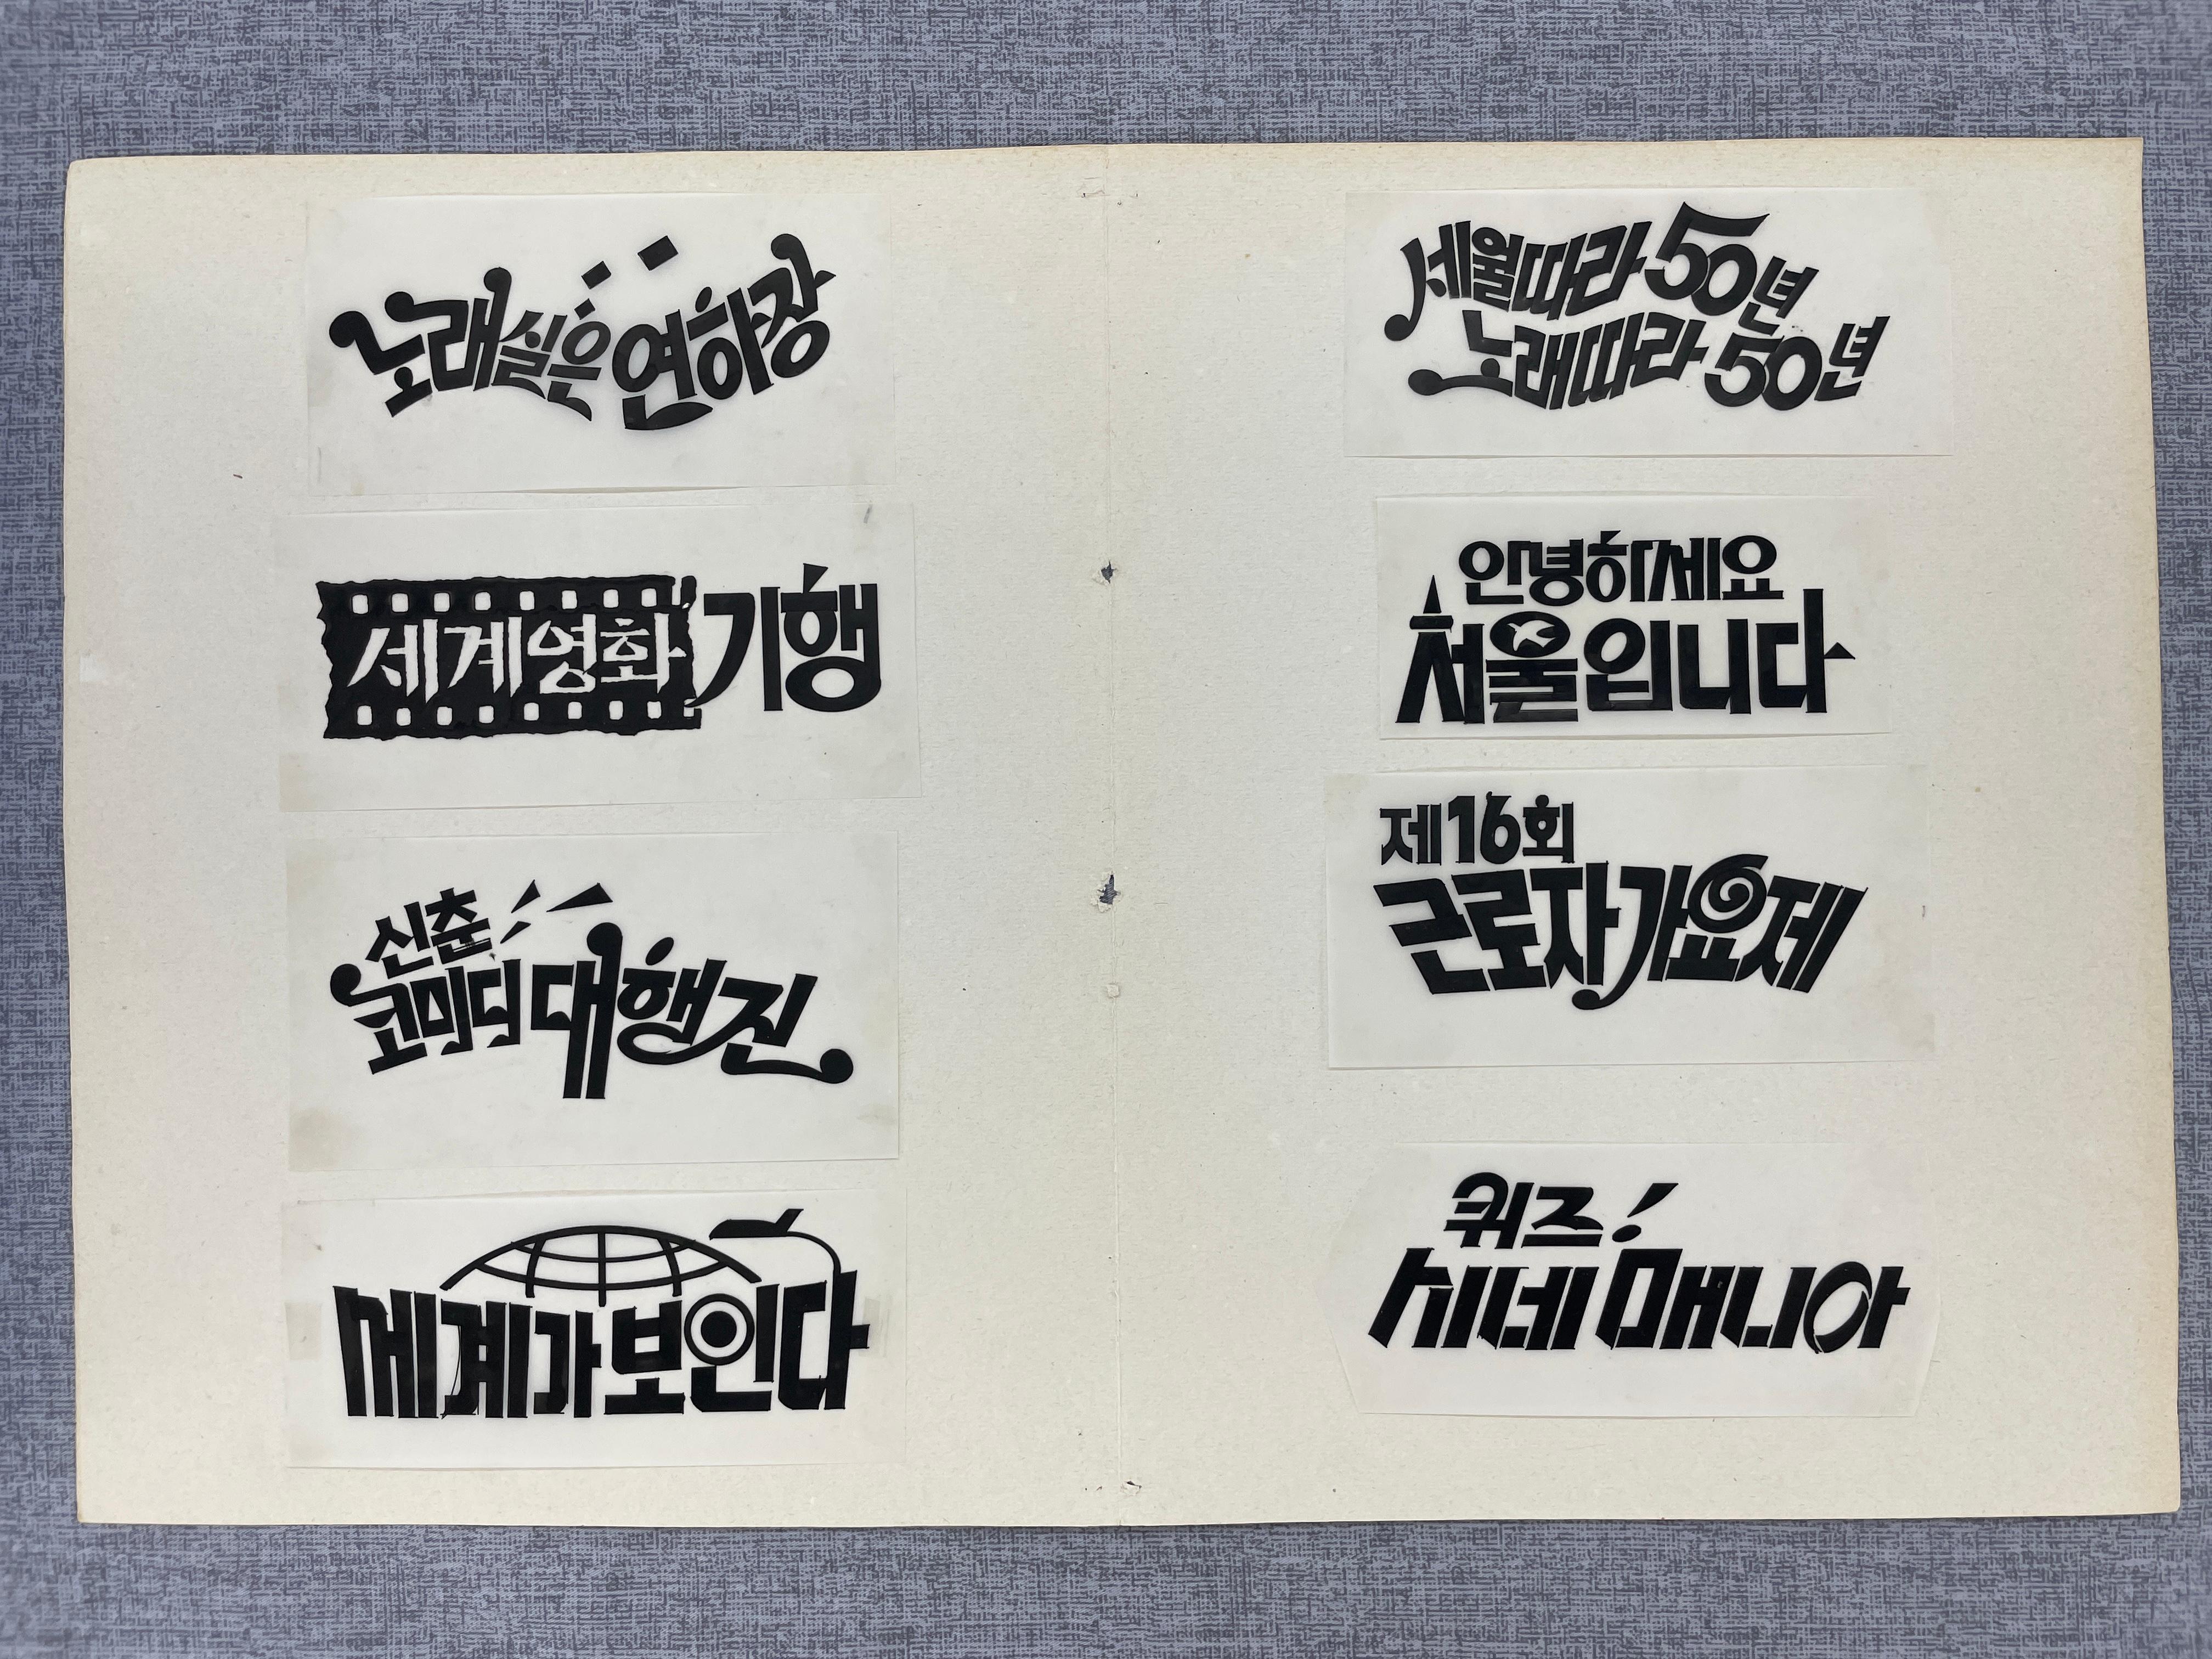 노래실은연하장
세계영화기행
신춘
코미디대행진
세계가보인다
세월따라50년
노래따라50년
안녕하세요
서울입니다
제16회
근로자가요제
퀴즈!
시네매니아